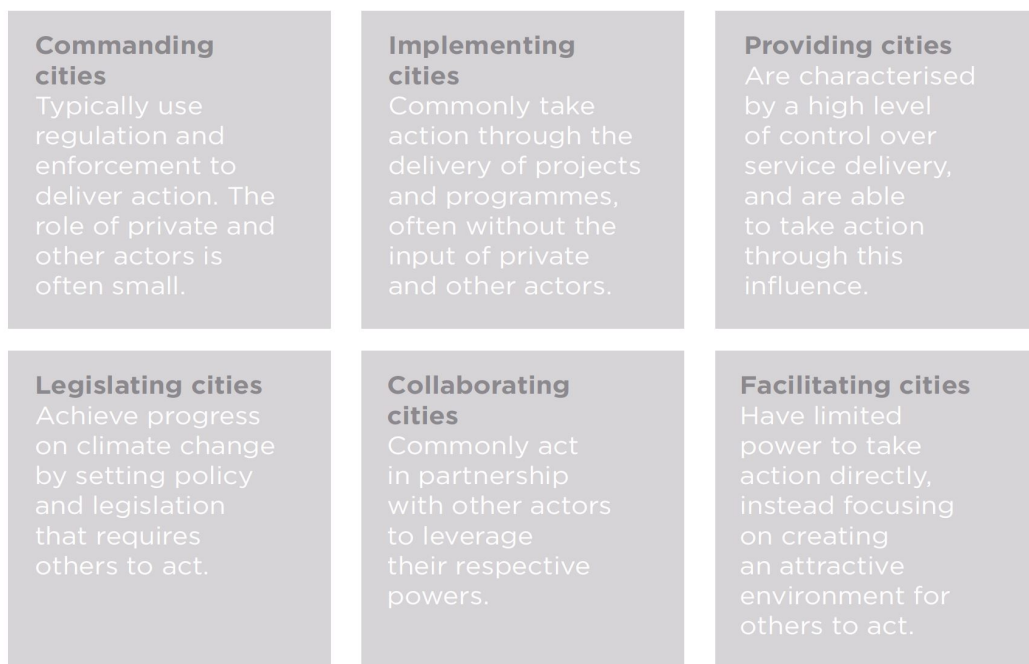 Commanding
cities
Typically use
regulation and
enforcement to
deliver action. The
role of private and
other actors is
often small.
Implementing
cities
Commonly take
action through the
delivery of projects
and programmes,
often without the
input of private
and other actors.
Providing cities
Are characterised
by a high level
of control over
service delivery,
and are able
to take action
through this
influence.
Legislating cities
Achieve progress
on climate change
by setting policy
and legislation
that requires
others to act.
Collaborating
cities
Commonly act
in partnership
with other actors
to leverage
their respective
powers.
Facilitating cities
Have limited
power to take
action directly,
instead focusing
on creating
an attractive
environment for
others to act.